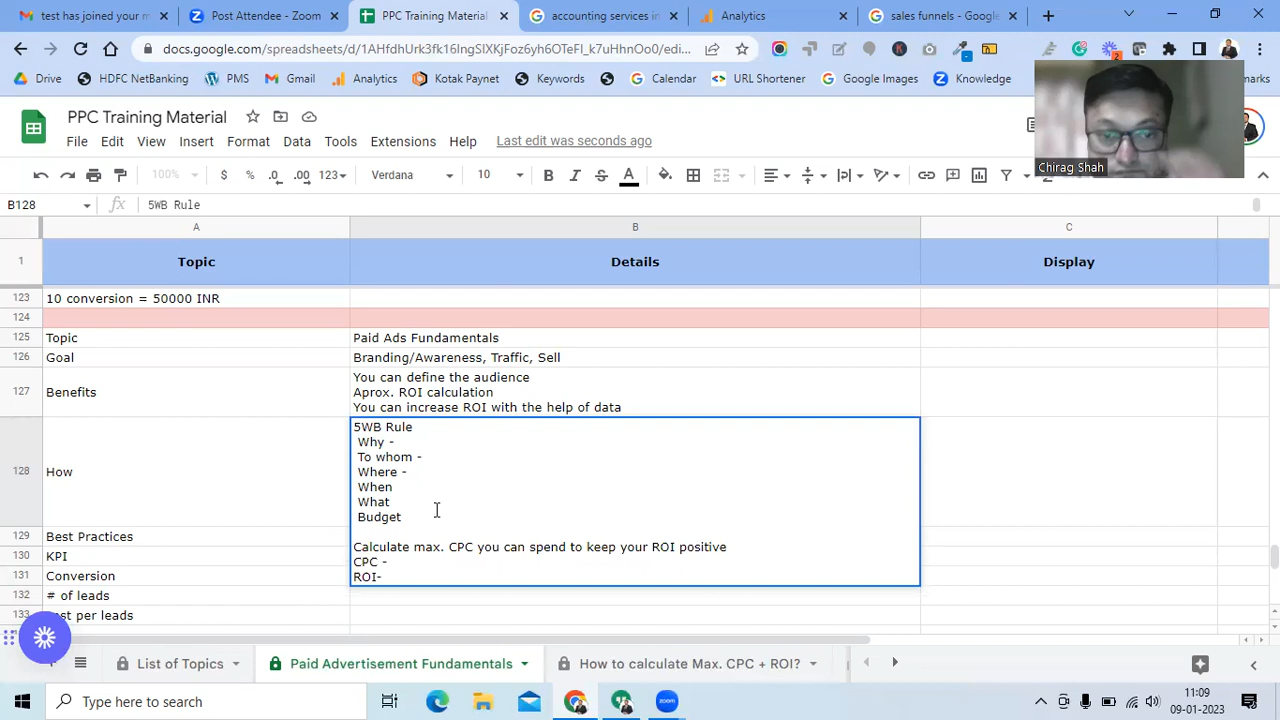 test has joined your m
Post Attendee - Zoom
PPC Training Material
accounting services in
Analytics
sales funnels - Google
docs.google.com/spreadsheets/d/1AHfdhUrk3fk16IngSlXKjFoz6yh6OTeFI_k7uHhnOo0/edi...
Drive
HDFC NetBanking
PMS
Gmail
Analytics
Kotak Paynet
Keywords
Calendar
URL Shortener
Google Images
Knowledge
PPC Training Material
File Edit View Insert Format Data Tools Extensions Help Last edit was seconds ago
Chirag Shah
100% $ % .0 .00 123 Verdana 10 B I S A
B128 fx 5WB Rule
A B C
1 Topic Details Display
123 10 conversion = 50000 INR
124
125 Topic Paid Ads Fundamentals
126 Goal Branding/Awareness, Traffic, Sell
You can define the audience
127 Benefits Aprox. ROI calculation
You can increase ROI with the help of data
5WB Rule
Why -
To whom -
128 How Where -
When
What
Budget
129 Best Practices
Calculate max. CPC you can spend to keep your ROI positive
130 KPI CPC -
131 Conversion ROI-
132 # of leads
133 ost per leads
List of Topics
Paid Advertisement Fundamentals
How to calculate Max. CPC + ROI?
Type here to search
11:09
09-01-2023